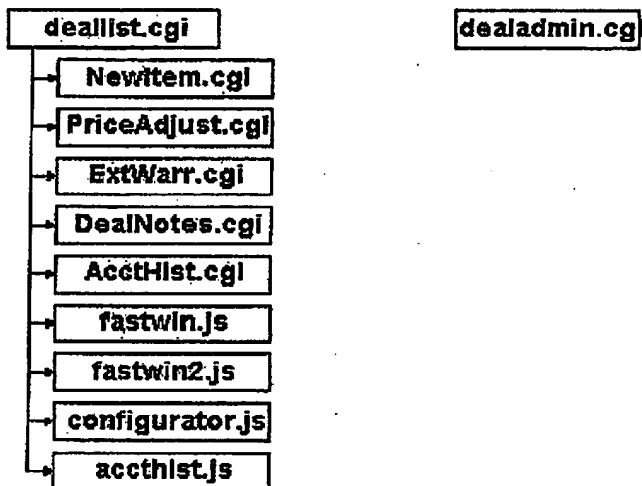 deallist.cgi
dealadmin.cgi
NewItem.cgi
PriceAdjust.cgi
ExtWarr.cgi
DealNotes.cgi
AcctHist.cgi
fastwin.js
fastwin2.js
configurator.js
accthist.js